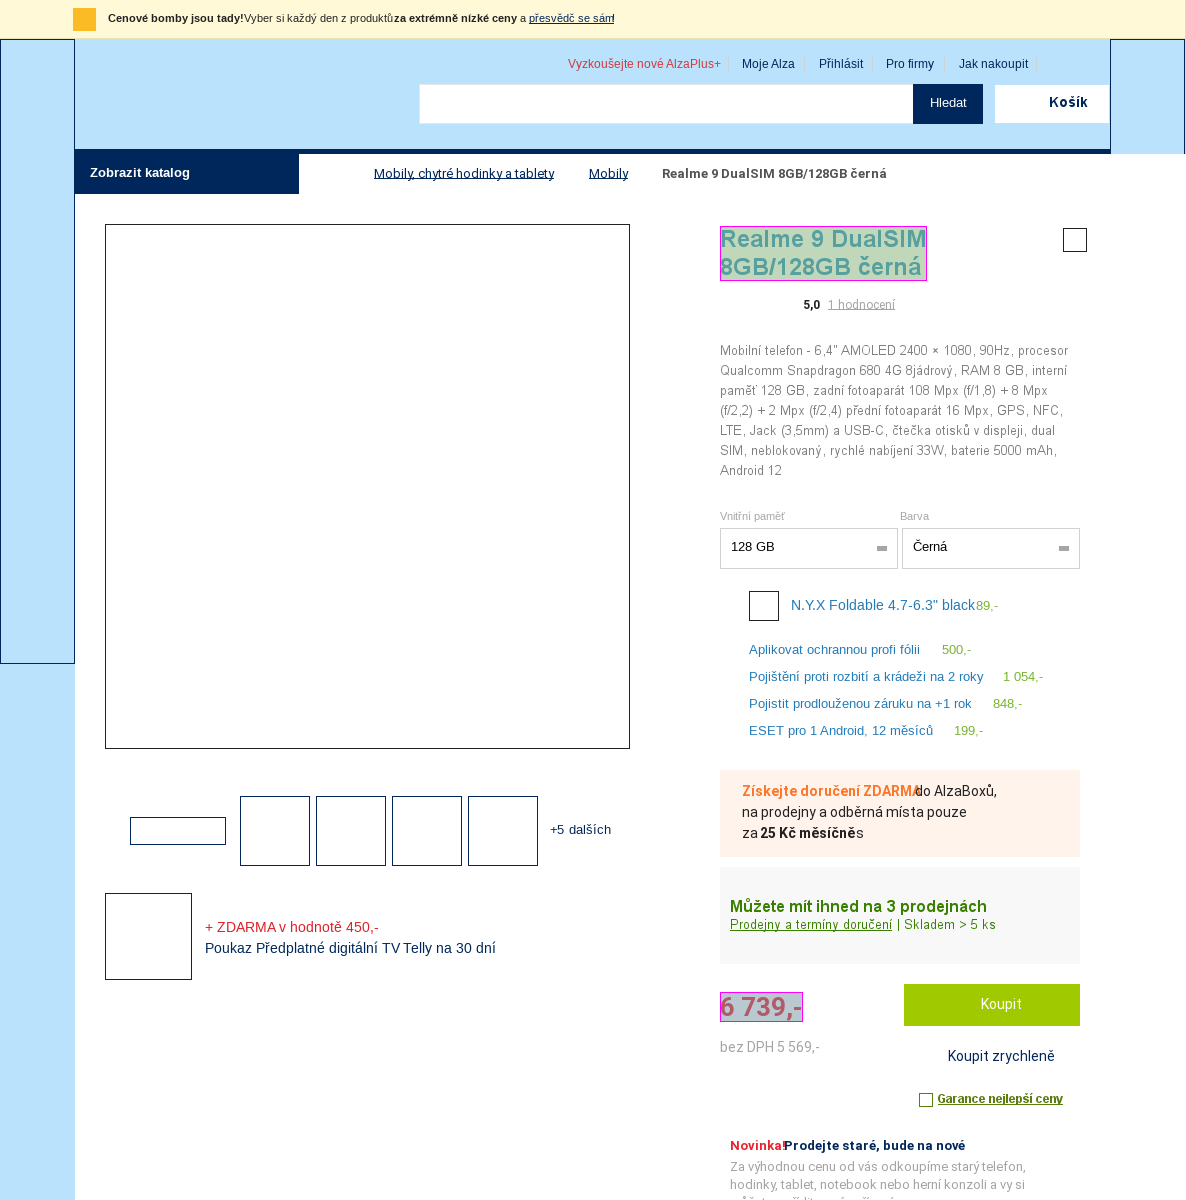 Cenové bomby jsou tady!Vyber si každý den z produktů za extrémně nízké ceny a přesvědč se sám!
Vyzkoušejte nové AlzaPlus+ Moje Alza Přihlásit Pro firmy Jak nakoupit
Hledat Košík
Zobrazit katalog Mobily, chytré hodinky a tablety Mobily Realme 9 DualSIM 8GB/128GB černá
Realme 9 DualSIM
8GB/128GB černá
5,0 1 hodnocení
Mobilní telefon - 6,4" AMOLED 2400 × 1080, 90Hz, procesor
Qualcomm Snapdragon 680 4G 8jádrový, RAM 8 GB, interní
paměť 128 GB, zadní fotoaparát 108 Mpx (f/1,8) + 8 Mpx
(f/2,2) + 2 Mpx (f/2,4) přední fotoaparát 16 Mpx, GPS, NFC,
LTE, Jack (3,5mm) a USB-C, čtečka otisků v displeji, dual
SIM, neblokovaný, rychlé nabíjení 33W, baterie 5000 mAh,
Android 12
Vnitřní paměť Barva
128 GB Černá
N.Y.X Foldable 4.7-6.3" black 89,-
Aplikovat ochrannou profi fólii 500,-
Pojištění proti rozbití a krádeži na 2 roky 1 054,-
Pojistit prodlouženou záruku na +1 rok 848,-
ESET pro 1 Android, 12 měsíců 199,-
Získejte doručení ZDARMA do AlzaBoxů,
na prodejny a odběrná místa pouze
za 25 Kč měsíčně s
+5 dalších
+ ZDARMA v hodnotě 450,-
Poukaz Předplatné digitální TV Telly na 30 dní
Můžete mít ihned na 3 prodejnách
Prodejny a termíny doručení | Skladem > 5 ks
6 739,- Koupit
bez DPH 5 569,- Koupit zrychleně
Garance nejlepší ceny
Novinka! Prodejte staré, bude na nové
Za výhodnou cenu od vás odkoupíme starý telefon,
hodinky, tablet, notebook nebo herní konzoli a vy si